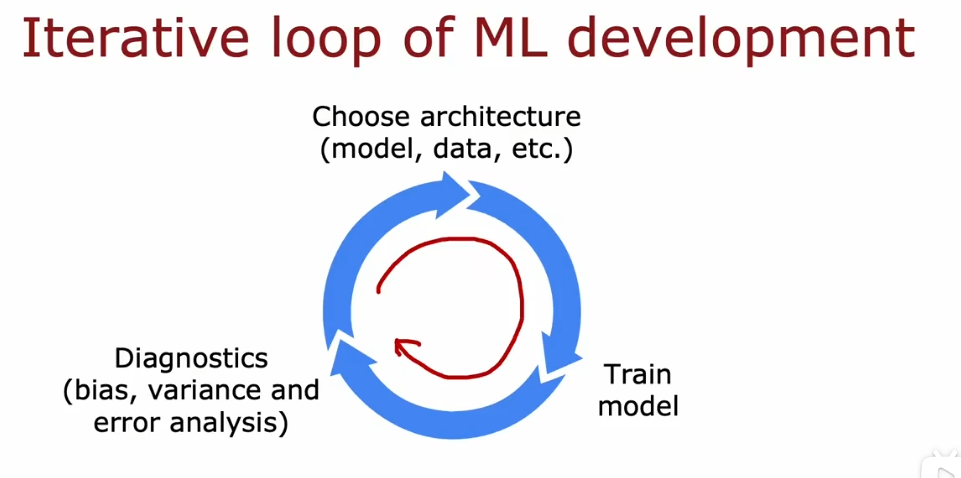 Iterative loop of ML development
Choose architecture
(model, data, etc.)
Diagnostics
(bias, variance and
error analysis)
Train
model